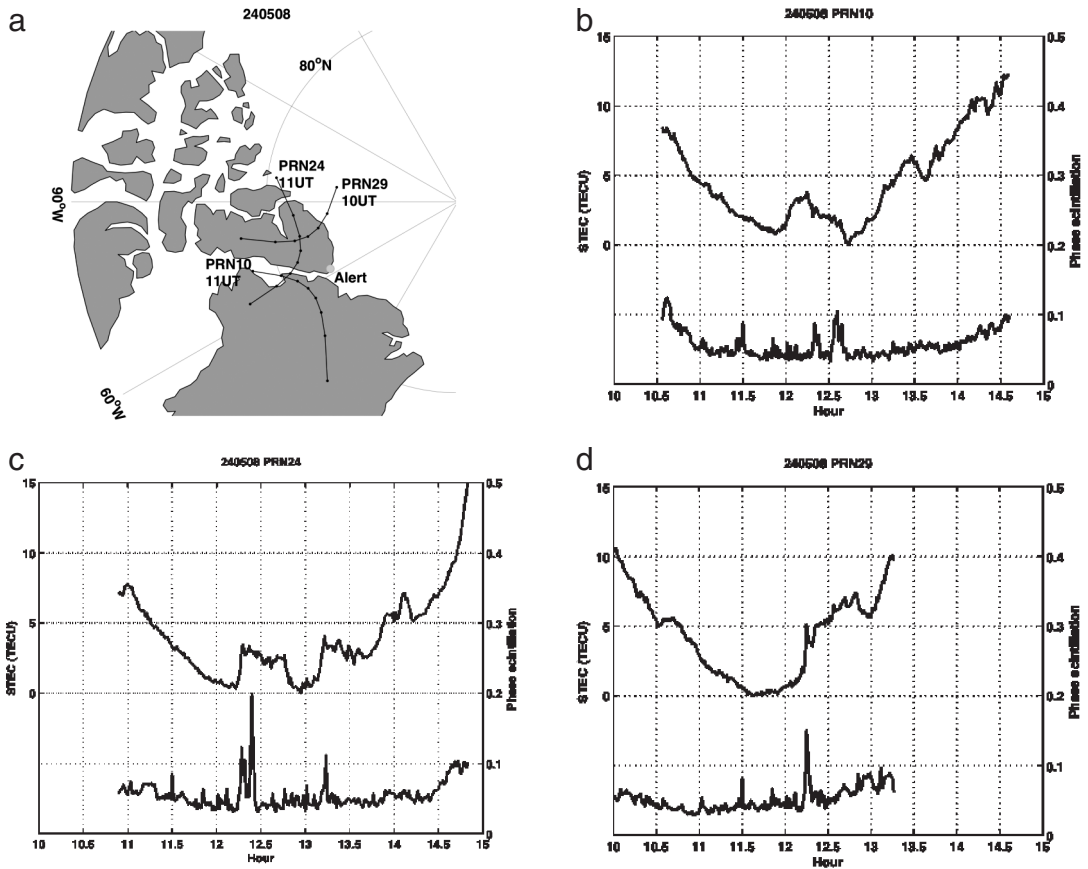 a
240508
80°N
PRN24
11UT
PRN29
10UT
90°W
PRN10
11UT
Alert
60°W
b
240508 PRN10
15
10
5
0
STEC (TECU)
0.5
0.4
0.3
0.2
0.1
0
Phase scintillation
10 10.5 11 11.5 12 12.5 13 13.5 14 14.5 15
Hour
c
240508 PRN24
15
10
5
0
STEC (TECU)
0.5
0.4
0.3
0.2
0.1
0
Phase scintillation
10 10.5 11 11.5 12 12.5 13 13.5 14 14.5 15
Hour
d
240508 PRN29
15
10
5
0
STEC (TECU)
0.5
0.4
0.3
0.2
0.1
0
Phase scintillation
10 10.5 11 11.5 12 12.5 13 13.5 14 14.5 15
Hour